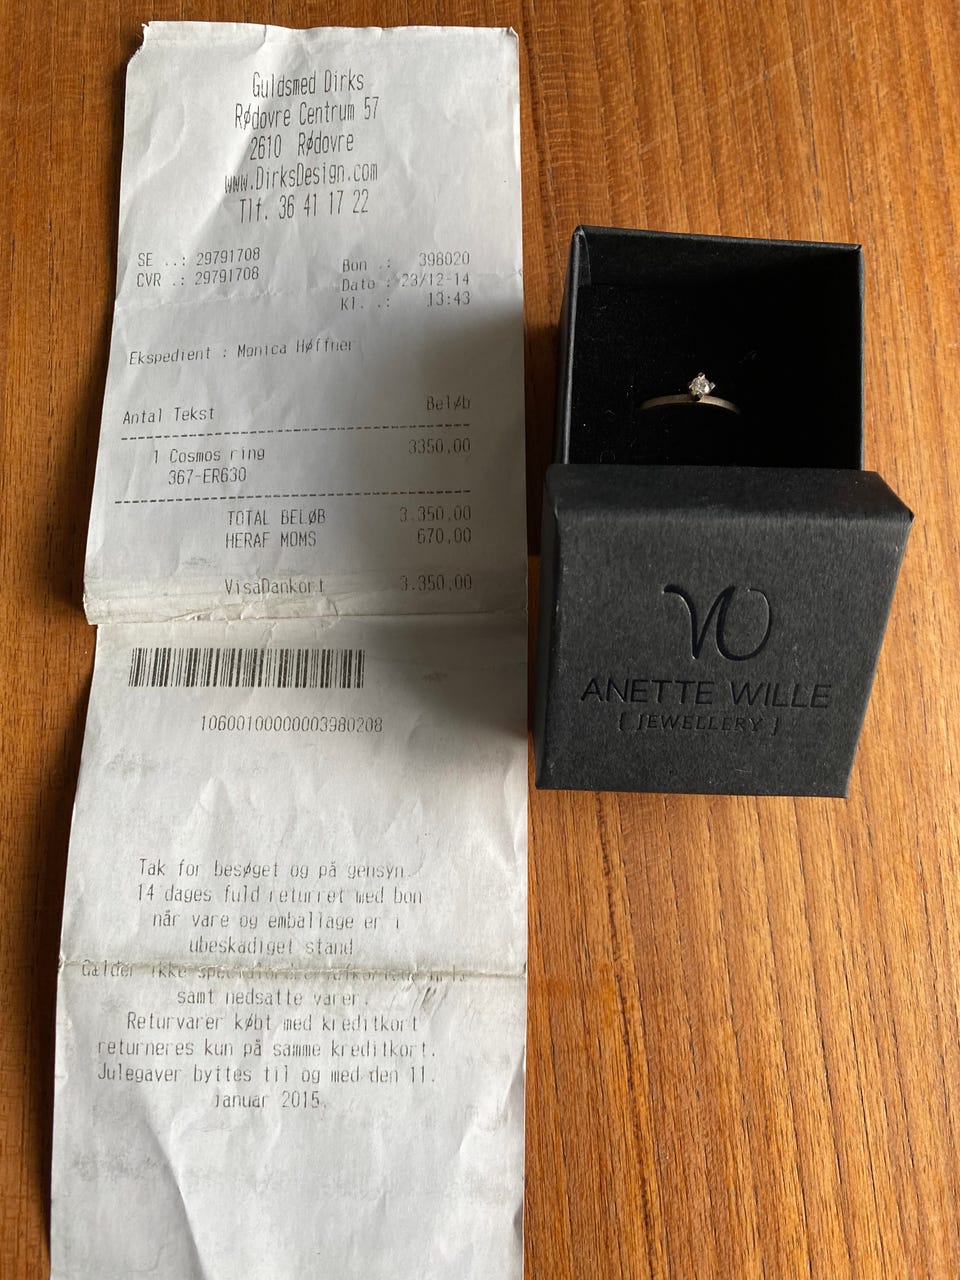 Guldsmed Dirks
Rødovre Centrum 57
2610 Rødovre
www.DirksDesign.com
Tlf. 36 41 17 22
SE ..: 29791708
CVR .: 29791708
Bon .: 398020
Dato : 23/12-14
Kl. .: 13:43
Ekspedient : Monica Høffner
Antal Tekst Beløb
1 Cosmos ring 3350,00
367-ER630
TOTAL BELØB 3.350,00
HERAF MOMS 670,00
VisaDankort 3.350,00
10600100000003980208
Tak for besøget og på gensyn.
14 dages fuld returret med bon
når vare og emballage er i
ubeskadiget stand.
Gælder ikke
samt nedsatte varer.
Returvarer købt med kreditkort
returneres kun på samme kreditkort.
Julegaver byttes til og med den 11.
januar 2015.
ANETTE WILLE
{ JEWELLERY }